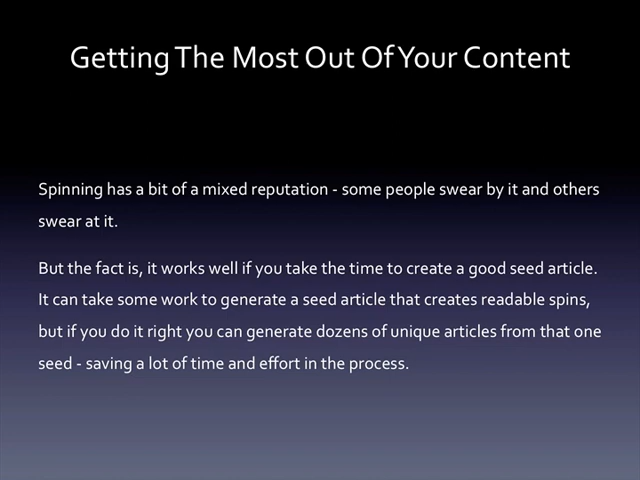 Getting The Most Out Of Your Content
Spinning has a bit of a mixed reputation - some people swear by it and others
swear at it.
But the fact is, it works well if you take the time to create a good seed article.
It can take some work to generate a seed article that creates readable spins,
but if you do it right you can generate dozens of unique articles from that one
seed - saving a lot of time and effort in the process.